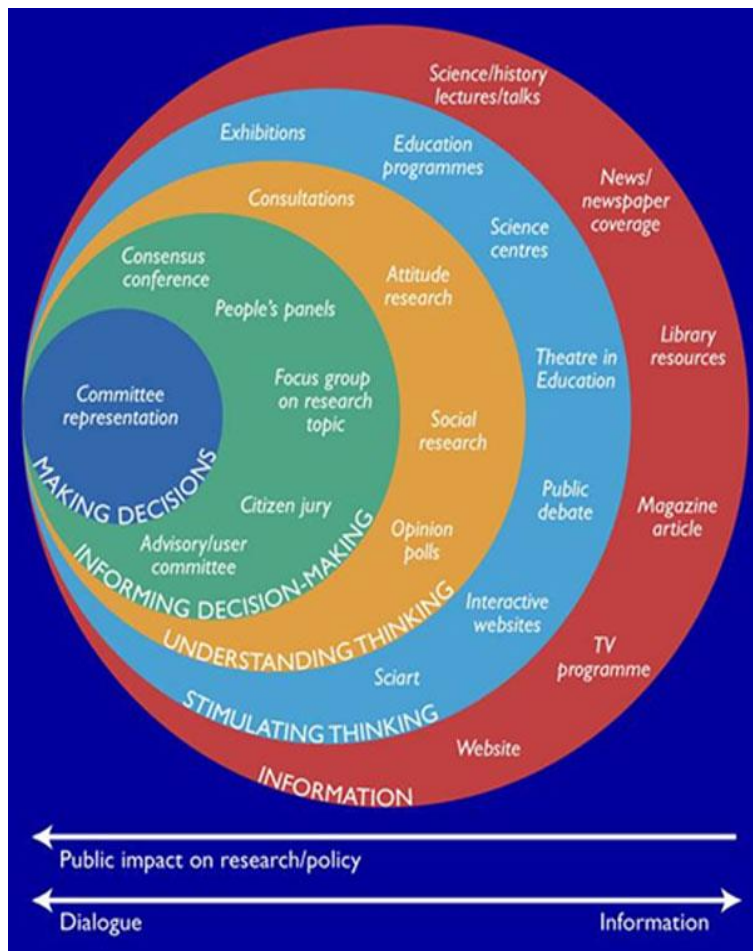 Science/history
lectures/talks
Exhibitions
Education
programmes
News/
newspaper
coverage
Consultations
Science
centres
Consensus
conference
Attitude
research
People's panels
Library
resources
Theatre in
Education
Committee
representation
Focus group
on research
topic
Social
research
MAKING DECISIONS
Public
debate
Magazine
article
Citizen jury
Opinion
polls
Advisory/user
committee
INFORMING DECISION-MAKING
Interactive
websites
UNDERSTANDING THINKING
TV
programme
Sciart
STIMULATING THINKING
Website
INFORMATION
Public impact on research/policy
Dialogue
Information